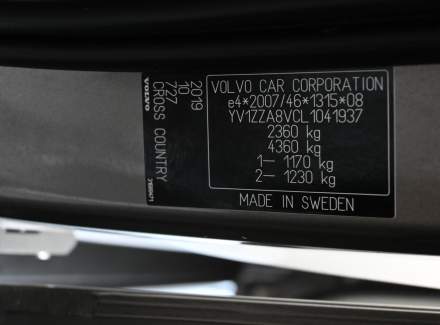 VOLVO CAR CORPORATION
e4*2007/46*1315*08
YV1ZZA8VCL1041937
2360 kg
4360 kg
1— 1170 kg
2— 1230 kg
MADE IN SWEDEN
2019
10
727
CROSS COUNTRY
VOLVO